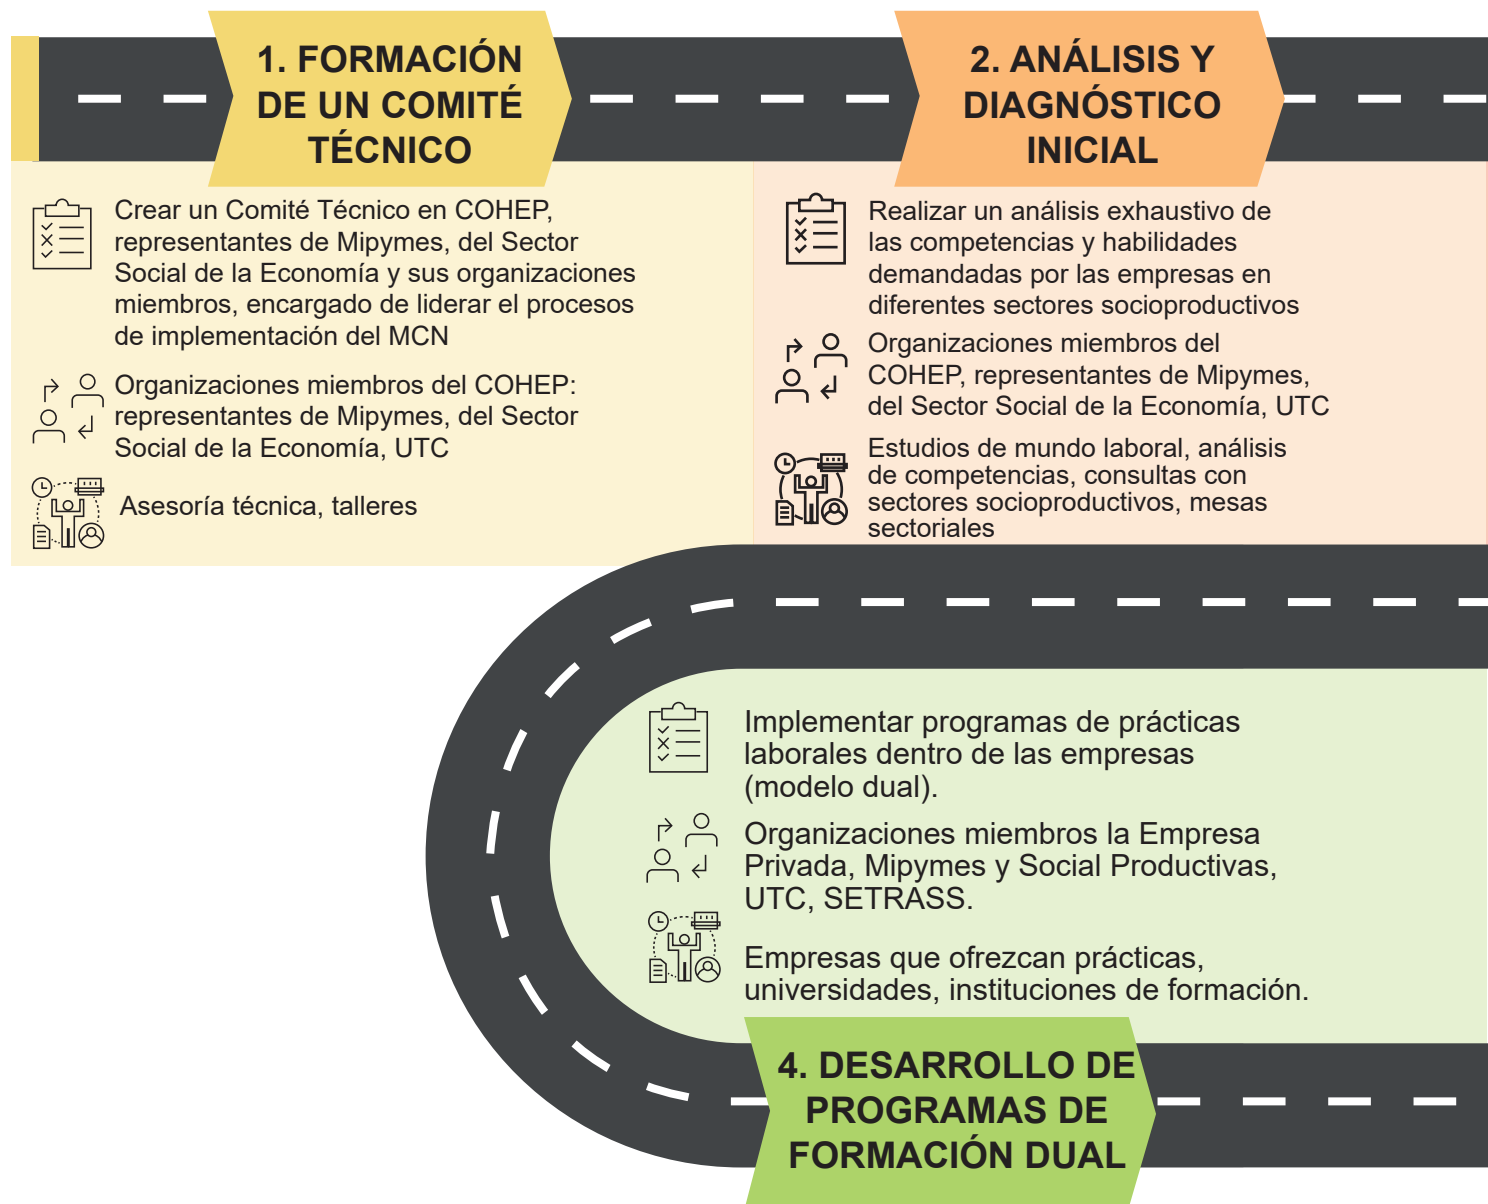 1. FORMACIÓN
DE UN COMITÉ
TÉCNICO
Crear un Comité Técnico en COHEP,
representantes de Mipymes, del Sector
Social de la Economía y sus organizaciones
miembros, encargado de liderar el procesos
de implementación del MCN
Organizaciones miembros del COHEP:
representantes de Mipymes, del Sector
Social de la Economía, UTC
Asesoría técnica, talleres
2. ANÁLISIS Y
DIAGNÓSTICO
INICIAL
Realizar un análisis exhaustivo de
las competencias y habilidades
demandadas por las empresas en
diferentes sectores socioproductivos
Organizaciones miembros del
COHEP, representantes de Mipymes,
del Sector Social de la Economía, UTC
Estudios de mundo laboral, análisis
de competencias, consultas con
sectores socioproductivos, mesas
sectoriales
Implementar programas de prácticas
laborales dentro de las empresas
(modelo dual).
Organizaciones miembros la Empresa
Privada, Mipymes y Social Productivas,
UTC, SETRASS.
Empresas que ofrezcan prácticas,
universidades, instituciones de formación.
4. DESARROLLO DE
PROGRAMAS DE
FORMACIÓN DUAL